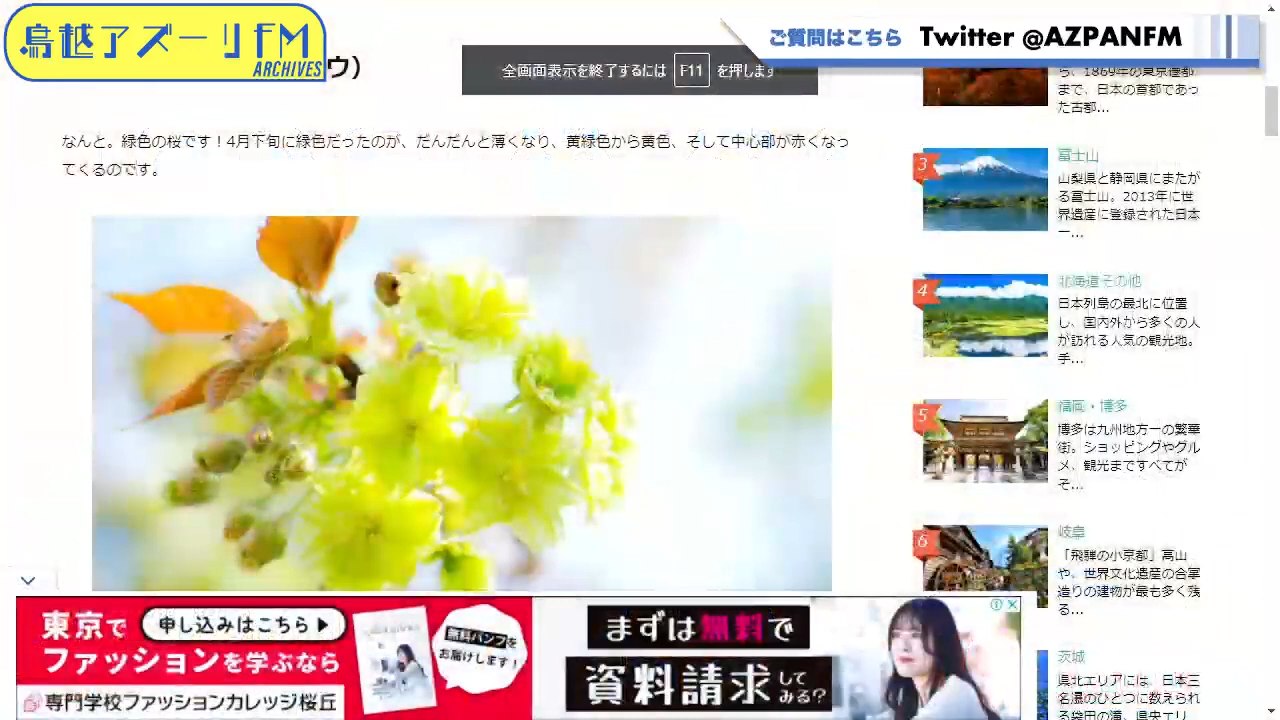 鳥越アズーリFM
ARCHIVES
ご質問はこちら Twitter @AZPANFM
ウ)
全画面表示を終了するには F11 を押します
なんと。緑色の桜です！4月下旬に緑色だったのが、だんだんと薄くなり、黄緑色から黄色、そして中心部が赤くなっ
てくるのです。
ら、1869年の東京遷都
まで、日本の首都であっ
た古都...
3
富士山
山梨県と静岡県にまたが
る富士山。2013年に世
界遺産に登録された日本
一...
4
北海道その他
日本列島の最北に位置
し、国内外から多くの人
が訪れる人気の観光地。
手...
5
福岡・博多
博多は九州地方一の繁華
街。ショッピングやグル
メ、観光まですべてが
そ...
6
岐阜
「飛騨の小京都」高山
や、世界文化遺産の合掌
造りの建物が最も多く残
る...
茨城
県北エリアには、日本三
名瀑のひとつに数えられ
る袋田の滝、県央エリ
東京で
申し込みはこちら▶
ファッションを学ぶなら
専門学校ファッションカレッジ桜丘
無料パンフを
お届けします！
まずは無料で
資料請求してみる？